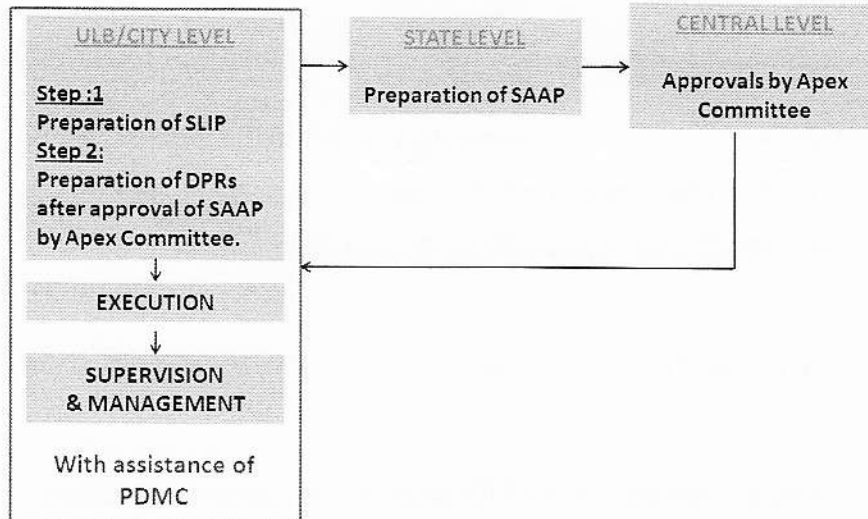 ULB/CITY LEVEL
Step :1
Preparation of SLIP
Step 2:
Preparation of DPRs
after approval of SAAP
by Apex Committee.
EXECUTION
SUPERVISION
& MANAGEMENT
With assistance of
PDMC
STATE LEVEL
Preparation of SAAP
CENTRAL LEVEL
Approvals by Apex
Committee